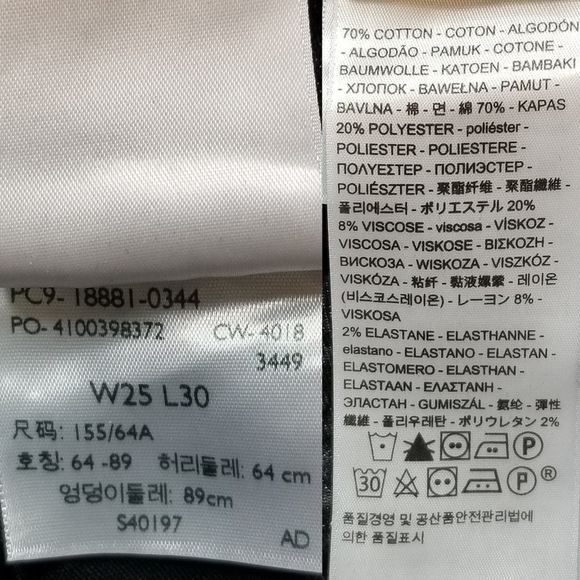 PC9- 18881-0344
PO- 4100398372 CW- 4018
3449
W25 L30
尺码: 155/64A
호칭: 64 -89 허리둘레: 64 cm
엉덩이둘레: 89cm
S40197
AD
70% COTTON - COTON - ALGODÓN
- ALGODÃO - PAMUK - COTONE -
BAUMWOLLE - KATOEN - BAMBAKI
- ХЛОПОК - BAWEŁNA - PAMUT -
BAVLNA - 棉 - 면 - 綿 70% - KAPAS
20% POLYESTER - poliéster -
POLIESTER - POLIESTERE -
ΠΟΛΥΕΣΤΕΡ - ПОЛИЭСТЕР -
POLIÉSZTER - 聚酯纤维 - 聚酯纖維 -
폴리에스터 - ポリエステル 20%
8% VISCOSE - viscosa - VİSKOZ -
VISCOSA - VISKOSE - ΒΙΣΚΟΖΗ -
ВИСКОЗА - WISKOZA - VISZKÓZ -
VISKÓZA - 粘纤 - 黏液嫘縈 - 레이온
(비스코스레이온) - レーヨン 8% -
VISKOSA
2% ELASTANE - ELASTHANNE -
elastano - ELASTANO - ELASTAN -
ELASTOMERO - ELASTHAN -
ELASTAAN - ΕΛΑΣΤΑΝΗ -
ЭЛАСТАН - GUMISZÁL - 氨纶 - 彈性
纖維 - 폴리우레탄 - ポリウレタン 2%
P
30 P ®
품질경영 및 공산품안전관리법에
의한 품질표시